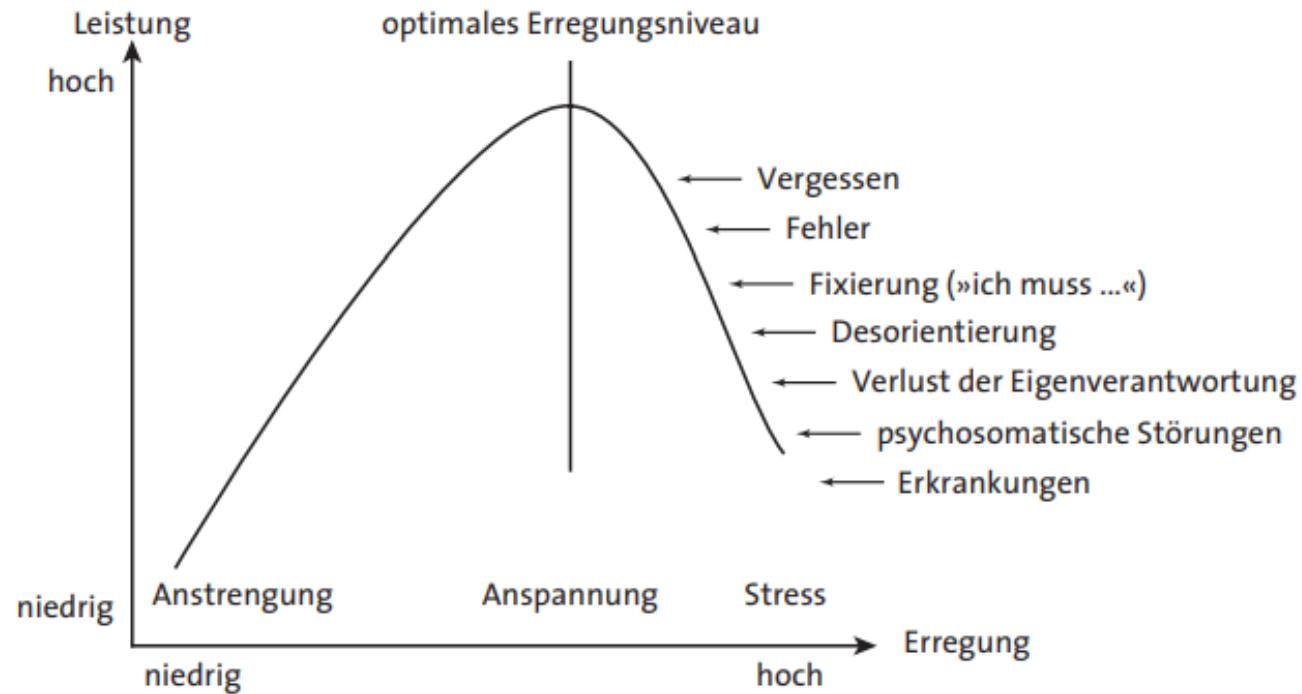 Leistung
optimales Erregungsniveau
hoch
Vergessen
Fehler
Fixierung (»ich muss ...«)
Desorientierung
Verlust der Eigenverantwortung
psychosomatische Störungen
Erkrankungen
niedrig
Anstrengung
Anspannung
Stress
Erregung
niedrig
hoch